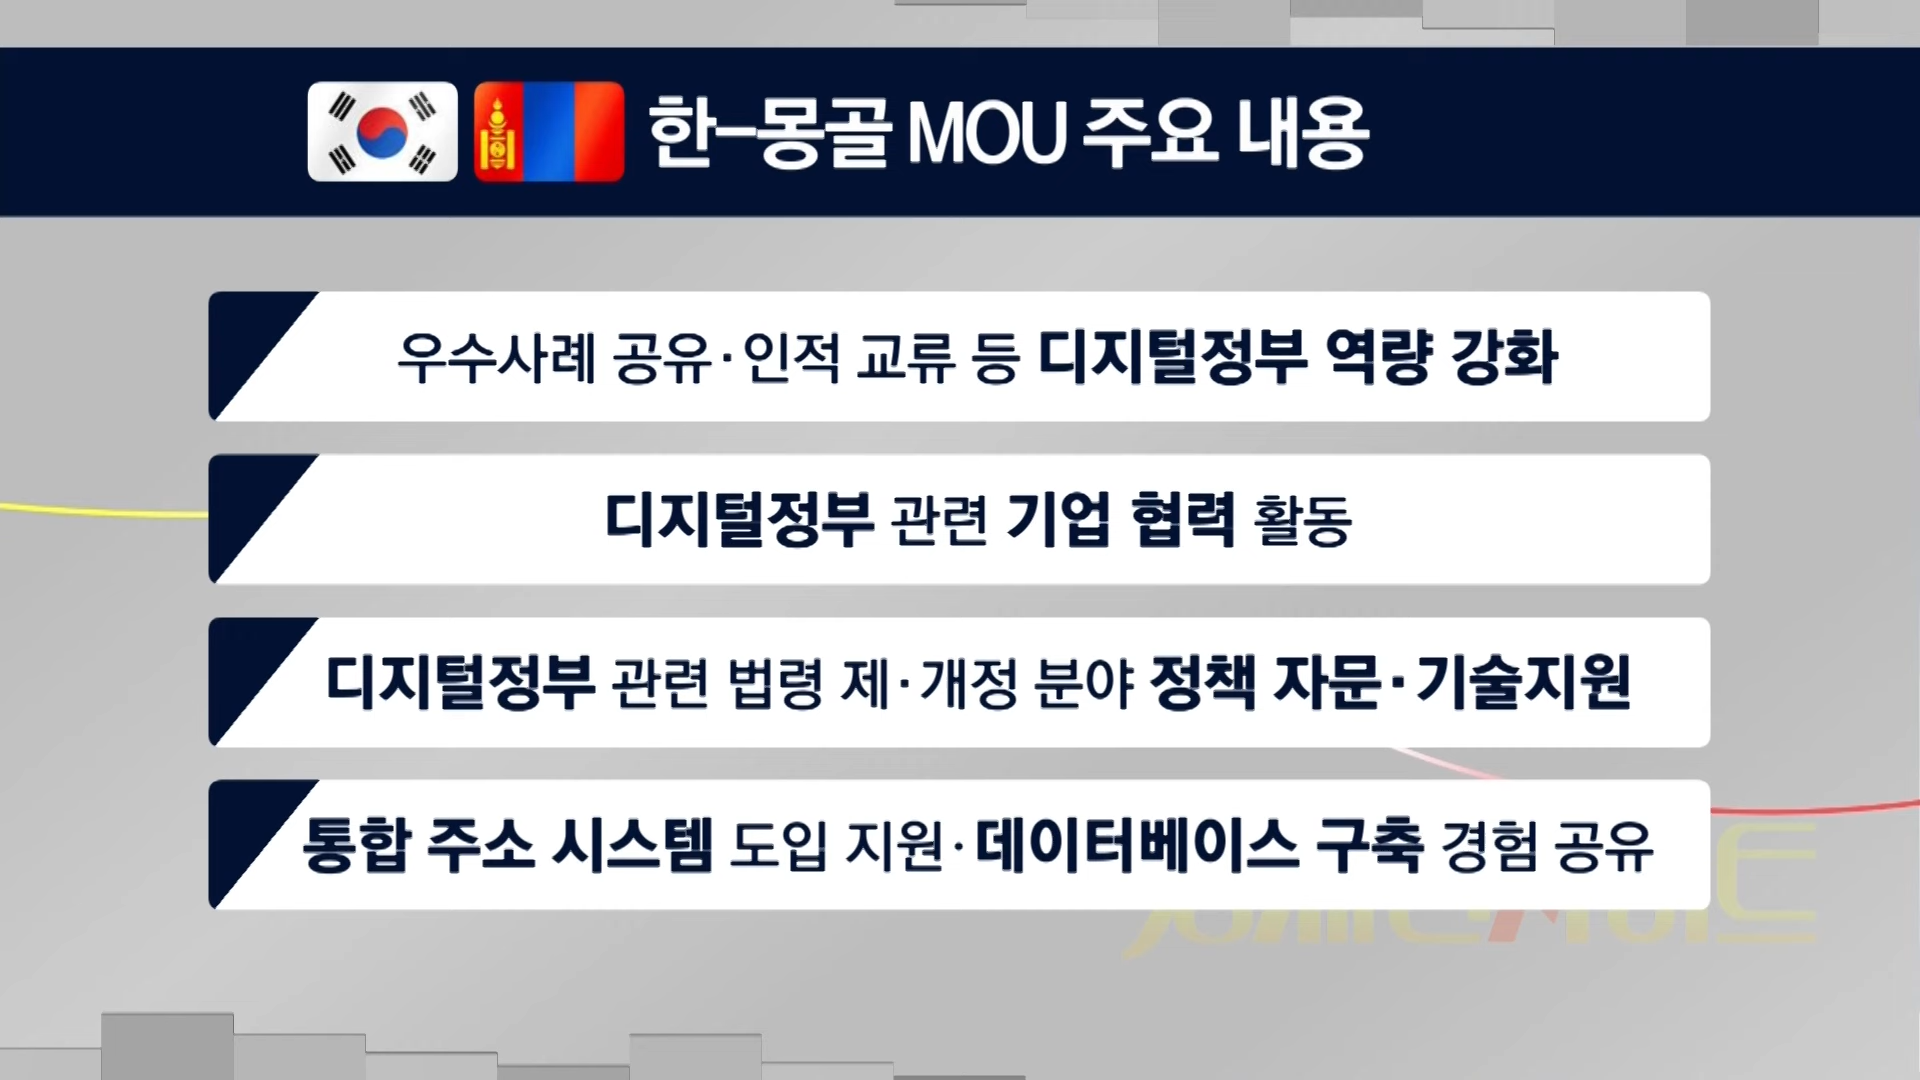 한-몽골 MOU 주요 내용
우수사례 공유·인적 교류 등 디지털정부 역량 강화
디지털정부 관련 기업 협력 활동
디지털정부 관련 법령 제·개정 분야 정책 자문·기술지원
통합 주소 시스템 도입 지원·데이터베이스 구축 경험 공유